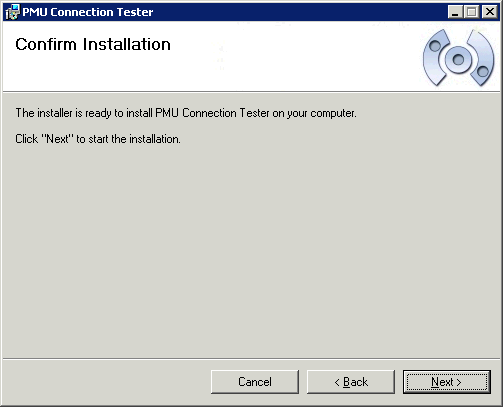 PMU Connection Tester
Confirm Installation
The installer is ready to install PMU Connection Tester on your computer.
Click "Next" to start the installation.
Cancel
< Back
Next >